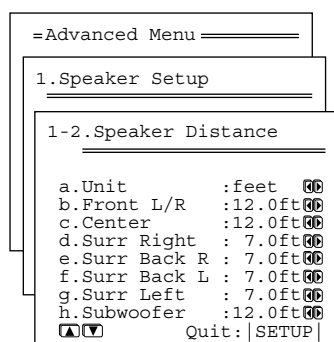 =Advanced Menu
1.Speaker Setup
1-2.Speaker Distance
a.Unit :feet
b.Front L/R :12.0ft
c.Center :12.0ft
d.Surr Right : 7.0ft
e.Surr Back R : 7.0ft
f.Surr Back L : 7.0ft
g.Surr Left : 7.0ft
h.Subwoofer :12.0ft
Quit:|SETUP|